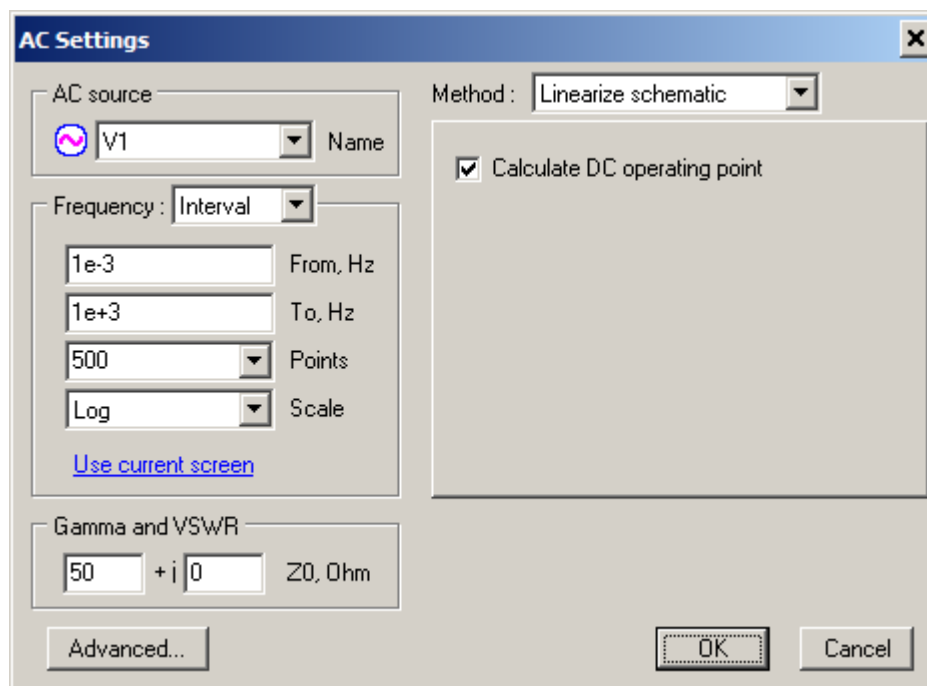 AC Settings
AC source
V1 Name
Frequency : Interval
1e-3 From, Hz
1e+3 To, Hz
500 Points
Log Scale
Use current screen
Gamma and VSWR
50 + j 0 Z0, Ohm
Advanced...
Method : Linearize schematic
Calculate DC operating point
OK Cancel